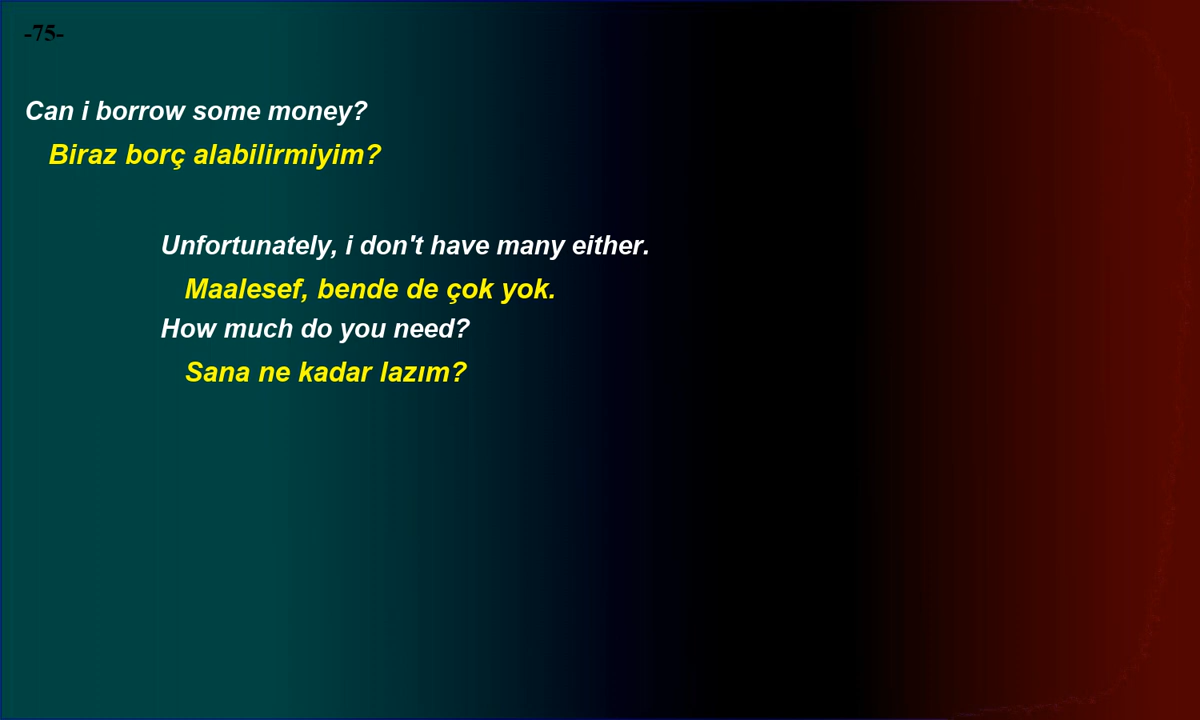 -75-
Can i borrow some money?
Biraz borç alabilirmiyim?
Unfortunately, i don't have many either.
Maalesef, bende de çok yok.
How much do you need?
Sana ne kadar lazım?